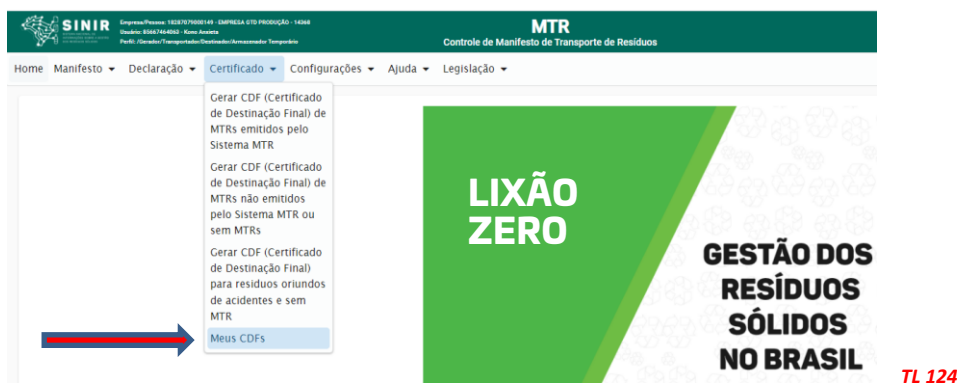 SINIR
Empresa/Pessoa: 10287079000149 - EMPRESA GTD PRODUÇÃO - 14368
Usuário: 85667464063 - Kone Anxieta
Perfil: /Gerador/Transportador/Destinador/Armazenador Temporário
MTR
Controle de Manifesto de Transporte de Resíduos
Home Manifesto Declaração Certificado Configurações Ajuda Legislação
Gerar CDF (Certificado
de Destinação Final) de
MTRs emitidos pelo
Sistema MTR
Gerar CDF (Certificado
de Destinação Final) de
MTRs não emitidos
pelo Sistema MTR ou
sem MTRs
Gerar CDF (Certificado
de Destinação Final)
para resíduos oriundos
de acidentes e sem
MTR
Meus CDFs
LIXÃO
ZERO
GESTÃO DOS
RESÍDUOS
SÓLIDOS
NO BRASIL
TL 124